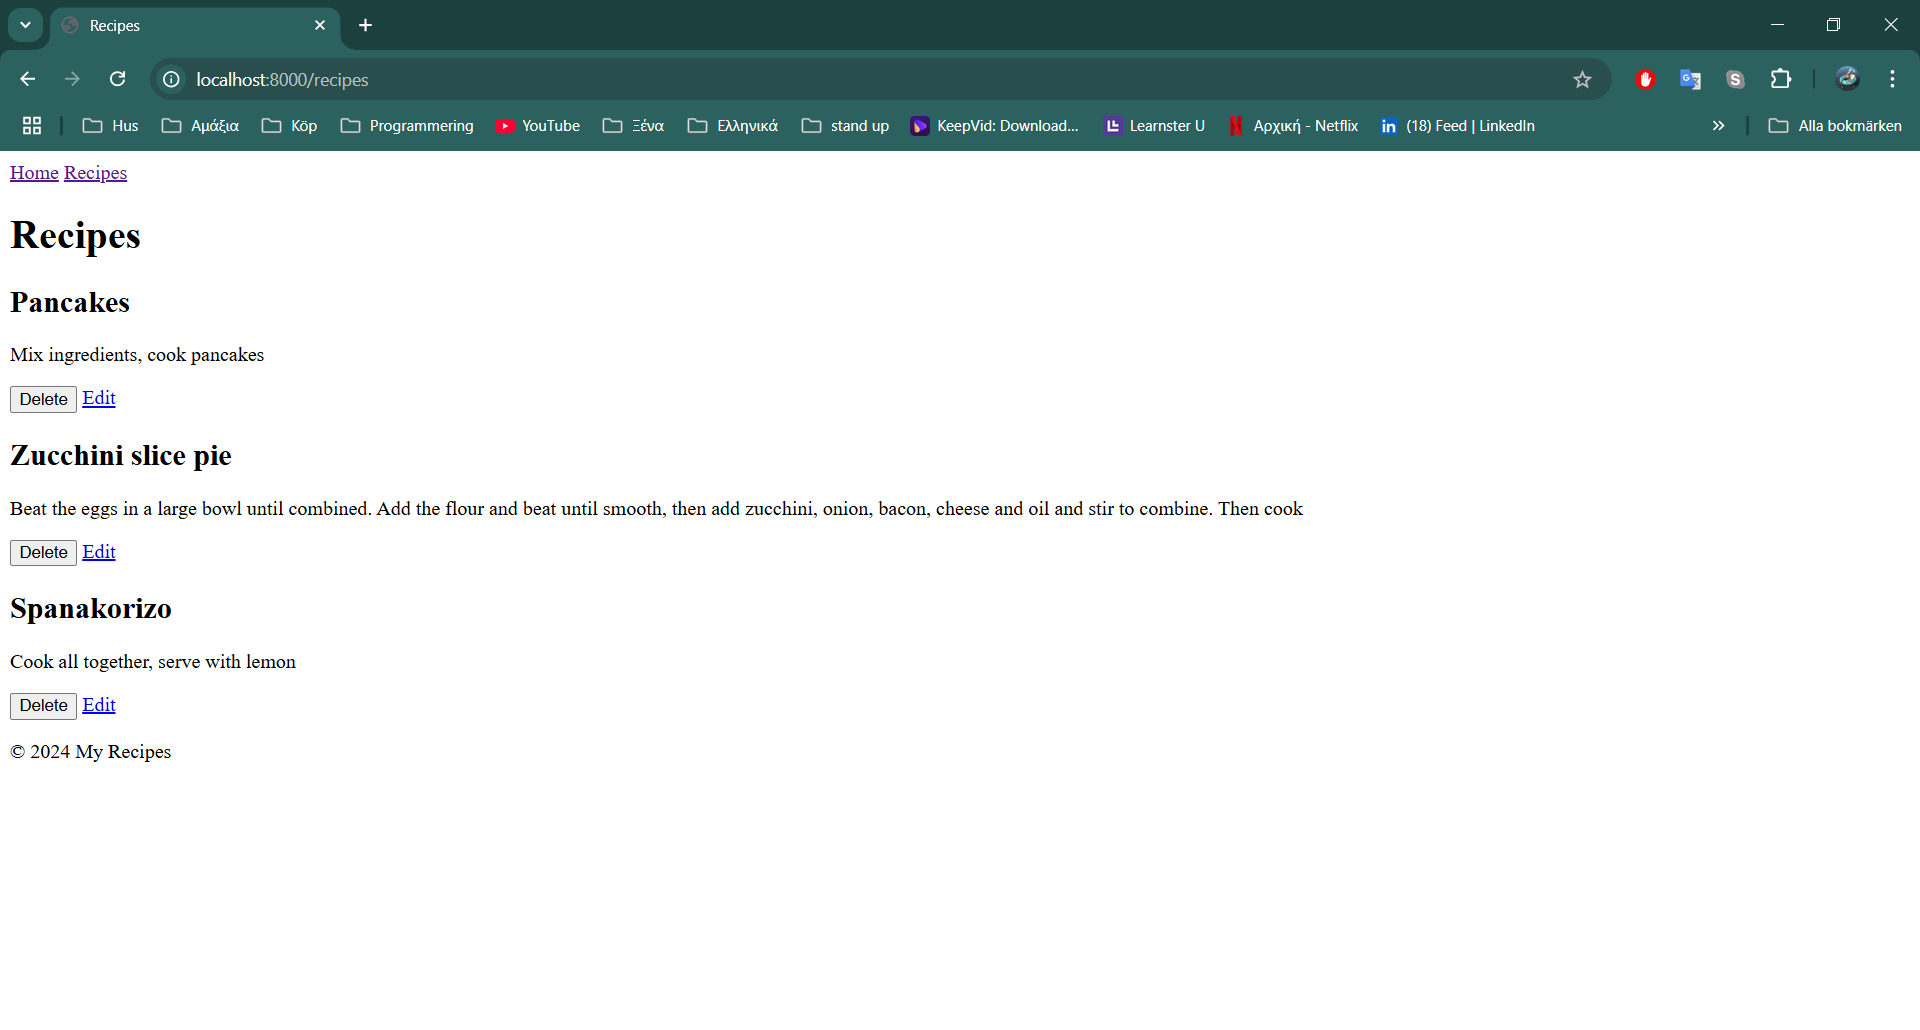 Recipes
localhost:8000/recipes
Hus Αμάξια Köp Programmering YouTube Ξένα Ελληνικά stand up KeepVid: Download... Learnster U Αρχική - Netflix (18) Feed | LinkedIn Alla bokmärken
Home Recipes
Recipes
Pancakes
Mix ingredients, cook pancakes
Delete Edit
Zucchini slice pie
Beat the eggs in a large bowl until combined. Add the flour and beat until smooth, then add zucchini, onion, bacon, cheese and oil and stir to combine. Then cook
Delete Edit
Spanakorizo
Cook all together, serve with lemon
Delete Edit
© 2024 My Recipes